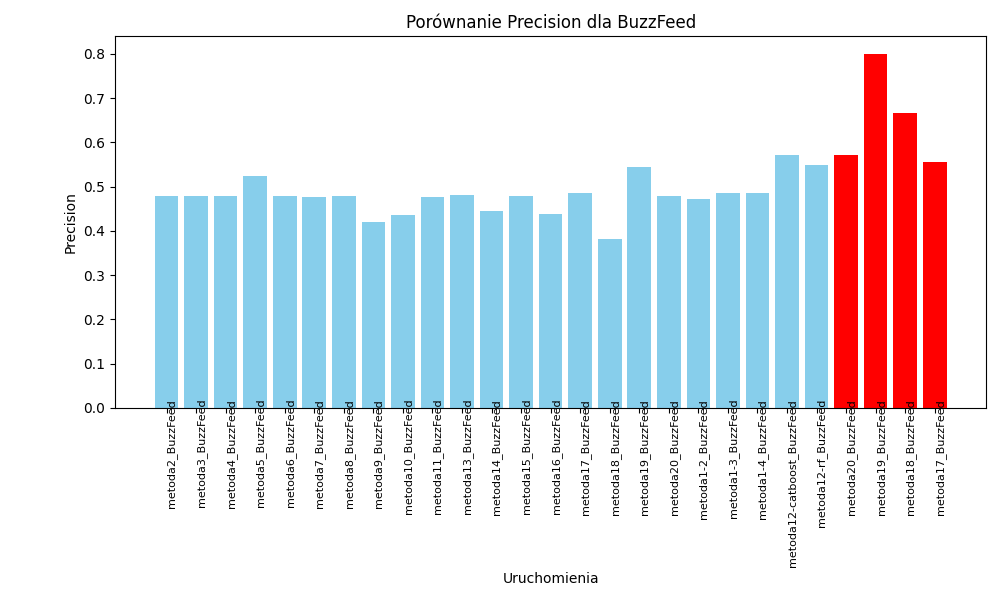 Porównanie Precision dla BuzzFeed
Precision
0.8
0.7
0.6
0.5
0.4
0.3
0.2
0.1
0.0
metoda2_BuzzFeed
metoda3_BuzzFeed
metoda4_BuzzFeed
metoda5_BuzzFeed
metoda6_BuzzFeed
metoda7_BuzzFeed
metoda8_BuzzFeed
metoda9_BuzzFeed
metoda10_BuzzFeed
metoda11_BuzzFeed
metoda13_BuzzFeed
metoda14_BuzzFeed
metoda15_BuzzFeed
metoda16_BuzzFeed
metoda17_BuzzFeed
metoda18_BuzzFeed
metoda19_BuzzFeed
metoda20_BuzzFeed
metoda1-2_BuzzFeed
metoda1-3_BuzzFeed
metoda1-4_BuzzFeed
metoda12-catboost_BuzzFeed
metoda12-rf_BuzzFeed
metoda20_BuzzFeed
metoda19_BuzzFeed
metoda18_BuzzFeed
metoda17_BuzzFeed
Uruchomienia